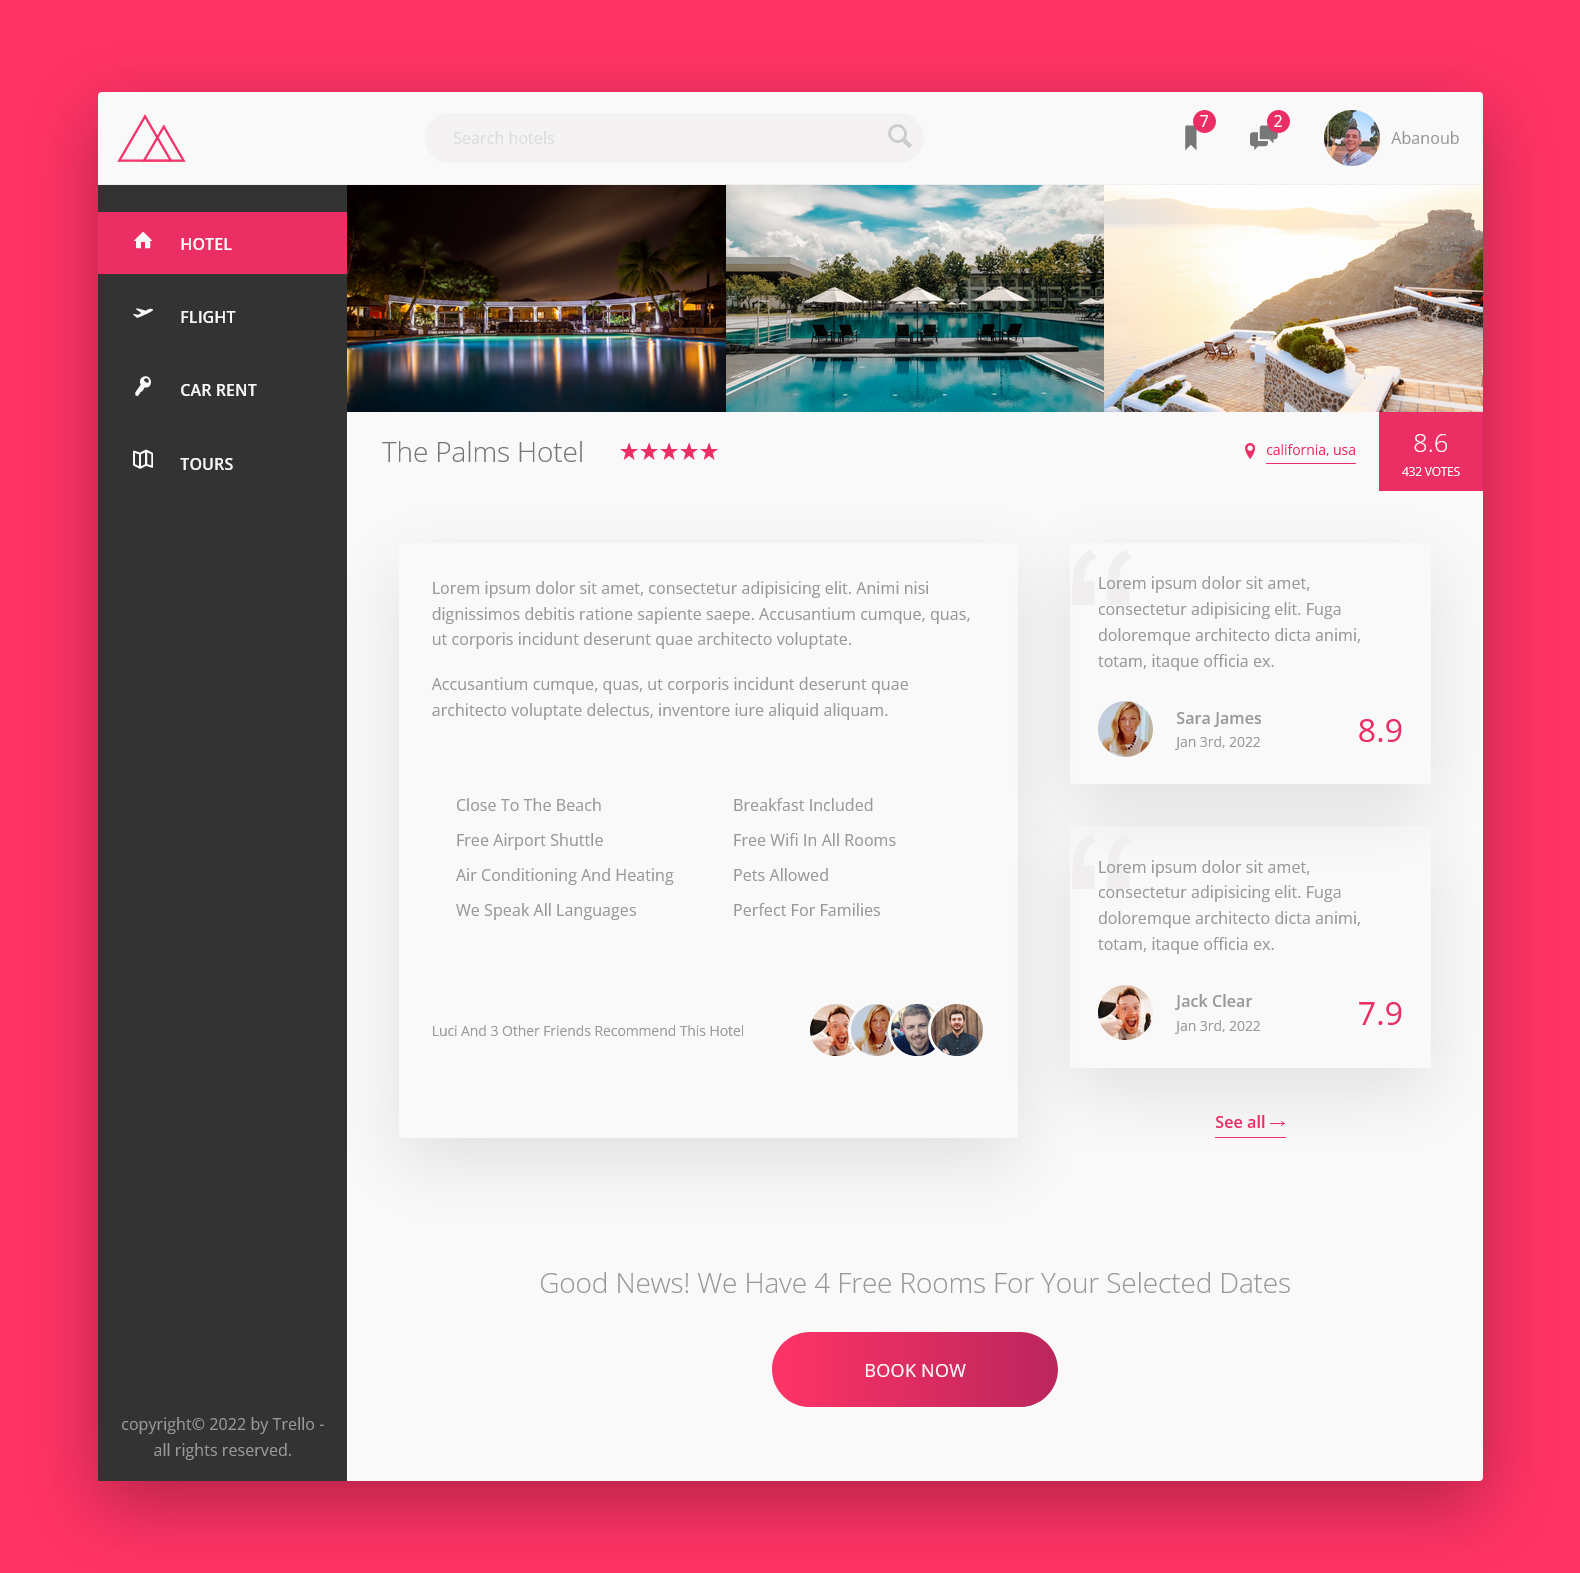 Search hotels
7
2
Abanoub
HOTEL
FLIGHT
CAR RENT
TOURS
copyright© 2022 by Trello -
all rights reserved.
The Palms Hotel
★★★★★
california, usa
8.6
432 VOTES
Lorem ipsum dolor sit amet, consectetur adipisicing elit. Animi nisi
dignissimos debitis ratione sapiente saepe. Accusantium cumque, quas,
ut corporis incidunt deserunt quae architecto voluptate.
Accusantium cumque, quas, ut corporis incidunt deserunt quae
architecto voluptate delectus, inventore iure aliquid aliquam.
Close To The Beach
Breakfast Included
Free Airport Shuttle
Free Wifi In All Rooms
Air Conditioning And Heating
Pets Allowed
We Speak All Languages
Perfect For Families
Luci And 3 Other Friends Recommend This Hotel
“
Lorem ipsum dolor sit amet,
consectetur adipisicing elit. Fuga
doloremque architecto dicta animi,
totam, itaque officia ex.
Sara James
Jan 3rd, 2022
8.9
“
Lorem ipsum dolor sit amet,
consectetur adipisicing elit. Fuga
doloremque architecto dicta animi,
totam, itaque officia ex.
Jack Clear
Jan 3rd, 2022
7.9
See all →
Good News! We Have 4 Free Rooms For Your Selected Dates
BOOK NOW